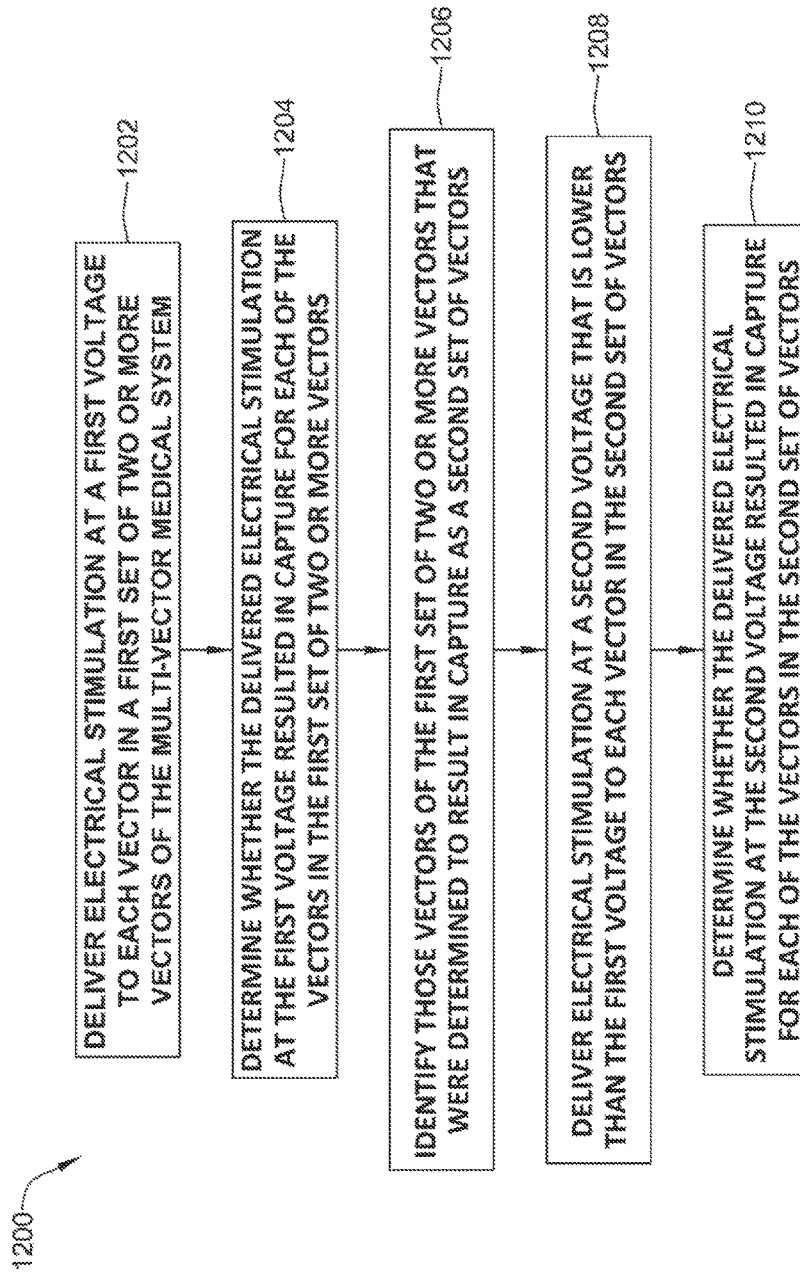 1200
DELIVER ELECTRICAL STIMULATION AT A FIRST VOLTAGE
TO EACH VECTOR IN A FIRST SET OF TWO OR MORE
VECTORS OF THE MULTI-VECTOR MEDICAL SYSTEM
1202
DETERMINE WHETHER THE DELIVERED ELECTRICAL STIMULATION
AT THE FIRST VOLTAGE RESULTED IN CAPTURE FOR EACH OF THE
VECTORS IN THE FIRST SET OF TWO OR MORE VECTORS
1204
IDENTIFY THOSE VECTORS OF THE FIRST SET OF TWO OR MORE VECTORS THAT
WERE DETERMINED TO RESULT IN CAPTURE AS A SECOND SET OF VECTORS
1206
DELIVER ELECTRICAL STIMULATION AT A SECOND VOLTAGE THAT IS LOWER
THAN THE FIRST VOLTAGE TO EACH VECTOR IN THE SECOND SET OF VECTORS
1208
DETERMINE WHETHER THE DELIVERED ELECTRICAL
STIMULATION AT THE SECOND VOLTAGE RESULTED IN CAPTURE
FOR EACH OF THE VECTORS IN THE SECOND SET OF VECTORS
1210